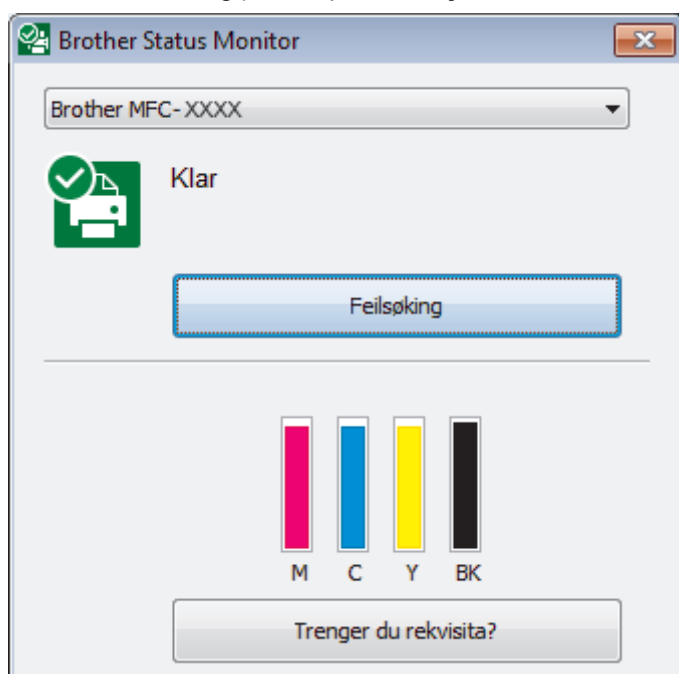 Brother Status Monitor
Brother MFC- XXXX
Klar
Feilsøking
M C Y BK
Trenger du rekvisita?